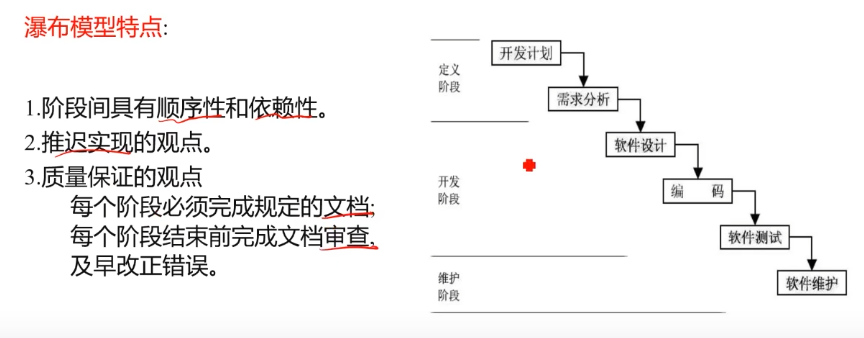 瀑布模型特点:
1.阶段间具有顺序性和依赖性。
2.推迟实现的观点。
3.质量保证的观点
每个阶段必须完成规定的文档;
每个阶段结束前完成文档审查,
及早改正错误。
定义
阶段
开发计划
需求分析
开发
阶段
软件设计
编 码
软件测试
维护
阶段
软件维护